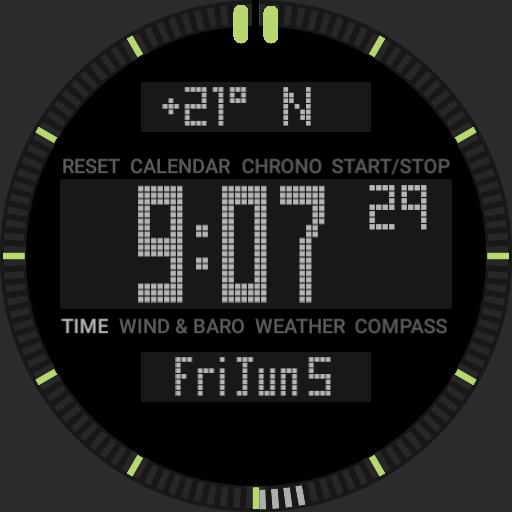 +21° N
RESET CALENDAR CHRONO START/STOP
9:07 29
TIME WIND & BARO WEATHER COMPASS
FriJun5